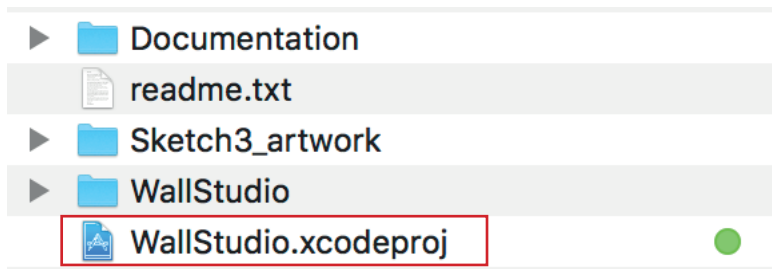 Documentation
readme.txt
Sketch3_artwork
WallStudio
WallStudio.xcodeproj